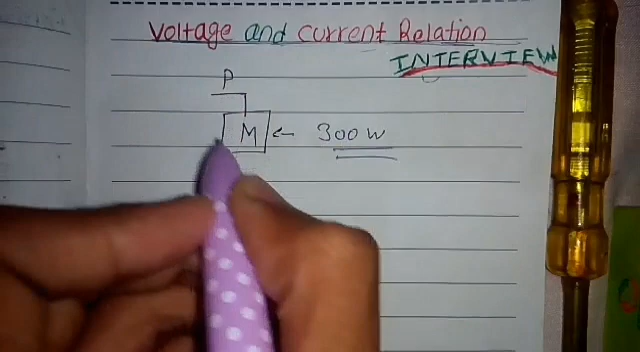 Voltage and current Relation
INTERVIEW
P
M ← 300 W